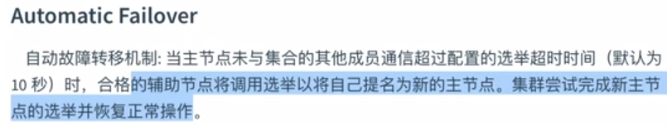 Automatic Failover
自动故障转移机制: 当主节点未与集合的其他成员通信超过配置的选举超时时间（默认为
10 秒）时，合格的辅助节点将调用选举以将自己提名为新的主节点。集群尝试完成新主节
点的选举并恢复正常操作。